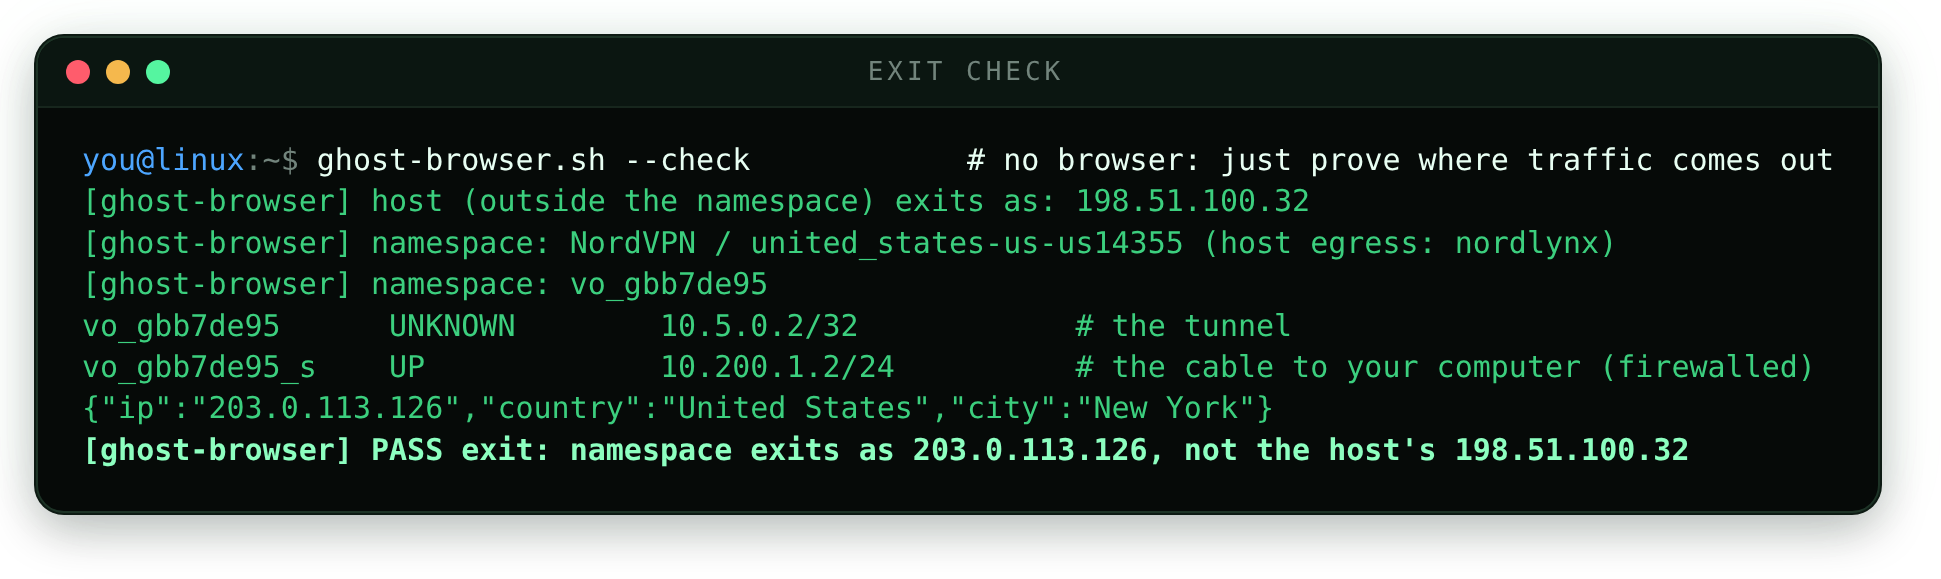 EXIT CHECK
you@linux:~$ ghost-browser.sh --check            # no browser: just prove where traffic comes out
[ghost-browser] host (outside the namespace) exits as: 198.51.100.32
[ghost-browser] namespace: NordVPN / united_states-us-us14355 (host egress: nordlynx)
[ghost-browser] namespace: vo_gbb7de95
vo_gbb7de95      UNKNOWN        10.5.0.2/32            # the tunnel
vo_gbb7de95_s    UP             10.200.1.2/24          # the cable to your computer (firewalled)
{"ip":"203.0.113.126","country":"United States","city":"New York"}
[ghost-browser] PASS exit: namespace exits as 203.0.113.126, not the host's 198.51.100.32